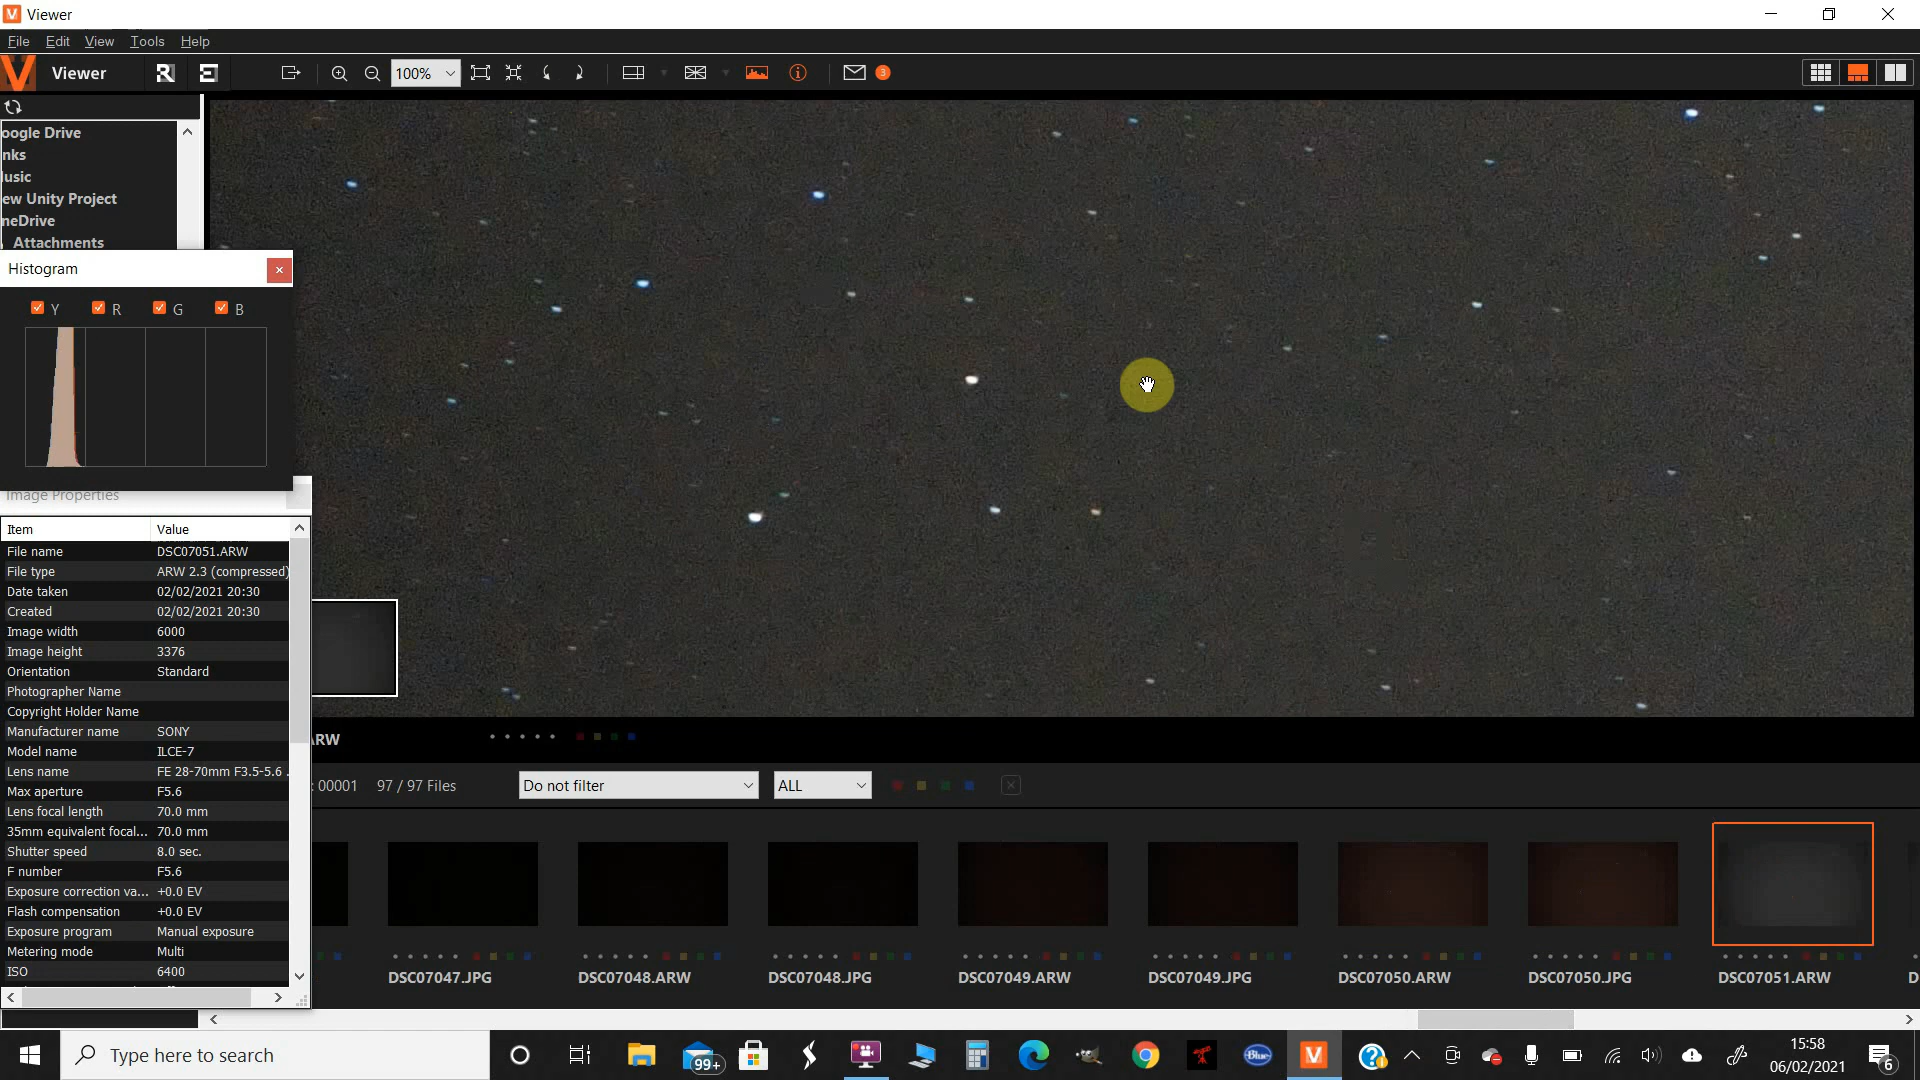 Viewer
File Edit View Tools Help
Viewer
100%
3
oogle Drive
nks
lusic
ew Unity Project
neDrive
Attachments
Histogram
Y R G B
Image Properties
Item Value
File name DSC07051.ARW
File type ARW 2.3 (compressed)
Date taken 02/02/2021 20:30
Created 02/02/2021 20:30
Image width 6000
Image height 3376
Orientation Standard
Photographer Name
Copyright Holder Name
Manufacturer name SONY
Model name ILCE-7
Lens name FE 28-70mm F3.5-5.6
Max aperture F5.6
Lens focal length 70.0 mm
35mm equivalent focal... 70.0 mm
Shutter speed 8.0 sec.
F number F5.6
Exposure correction va... +0.0 EV
Flash compensation +0.0 EV
Exposure program Manual exposure
Metering mode Multi
ISO 6400
ARW
: 00001 97 / 97 Files Do not filter ALL
DSC07047.JPG DSC07048.ARW DSC07048.JPG DSC07049.ARW DSC07049.JPG DSC07050.ARW DSC07050.JPG DSC07051.ARW D
Type here to search
99+
Blue
15:58
06/02/2021
6